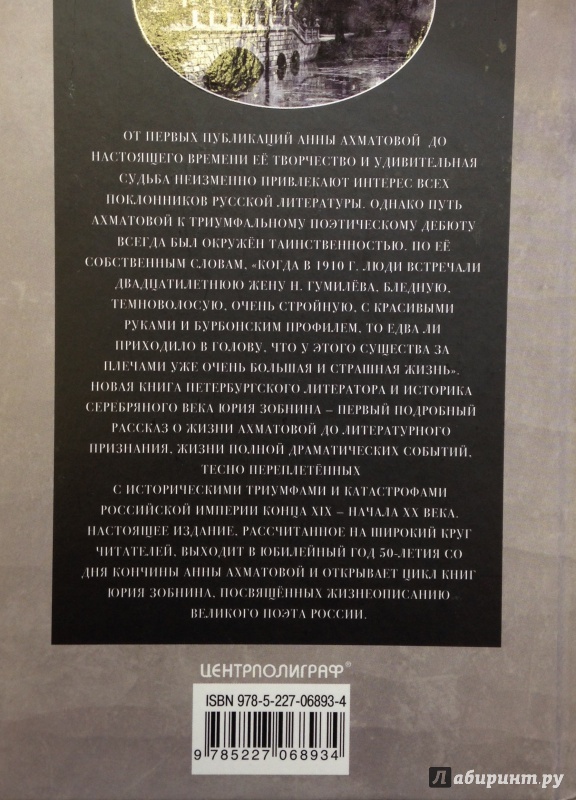 ОТ ПЕРВЫХ ПУБЛИКАЦИЙ АННЫ АХМАТОВОЙ ДО
НАСТОЯЩЕГО ВРЕМЕНИ ЕЁ ТВОРЧЕСТВО И УДИВИТЕЛЬНАЯ
СУДЬБА НЕИЗМЕННО ПРИВЛЕКАЮТ ИНТЕРЕС ВСЕХ
ПОКЛОННИКОВ РУССКОЙ ЛИТЕРАТУРЫ. ОДНАКО ПУТЬ
АХМАТОВОЙ К ТРИУМФАЛЬНОМУ ПОЭТИЧЕСКОМУ ДЕБЮТУ
ВСЕГДА БЫЛ ОКРУЖЁН ТАИНСТВЕННОСТЬЮ. ПО ЕЁ
СОБСТВЕННЫМ СЛОВАМ, «КОГДА В 1910 Г. ЛЮДИ ВСТРЕЧАЛИ
ДВАДЦАТИЛЕТНЮЮ ЖЕНУ Н. ГУМИЛЁВА, БЛЕДНУЮ,
ТЕМНОВОЛОСУЮ, ОЧЕНЬ СТРОЙНУЮ, С КРАСИВЫМИ
РУКАМИ И БУРБОНСКИМ ПРОФИЛЕМ, ТО ЕДВА ЛИ
ПРИХОДИЛО В ГОЛОВУ, ЧТО У ЭТОГО СУЩЕСТВА ЗА
ПЛЕЧАМИ УЖЕ ОЧЕНЬ БОЛЬШАЯ И СТРАШНАЯ ЖИЗНЬ».
НОВАЯ КНИГА ПЕТЕРБУРГСКОГО ЛИТЕРАТОРА И ИСТОРИКА
СЕРЕБРЯНОГО ВЕКА ЮРИЯ ЗОБНИНА – ПЕРВЫЙ ПОДРОБНЫЙ
РАССКАЗ О ЖИЗНИ АХМАТОВОЙ ДО ЛИТЕРАТУРНОГО
ПРИЗНАНИЯ, ЖИЗНИ ПОЛНОЙ ДРАМАТИЧЕСКИХ СОБЫТИЙ,
ТЕСНО ПЕРЕПЛЕТЁННЫХ
С ИСТОРИЧЕСКИМИ ТРИУМФАМИ И КАТАСТРОФАМИ
РОССИЙСКОЙ ИМПЕРИИ КОНЦА XIX – НАЧАЛА XX ВЕКА.
НАСТОЯЩЕЕ ИЗДАНИЕ, РАССЧИТАННОЕ НА ШИРОКИЙ КРУГ
ЧИТАТЕЛЕЙ, ВЫХОДИТ В ЮБИЛЕЙНЫЙ ГОД 50-ЛЕТИЯ СО
ДНЯ КОНЧИНЫ АННЫ АХМАТОВОЙ И ОТКРЫВАЕТ ЦИКЛ КНИГ
ЮРИЯ ЗОБНИНА, ПОСВЯЩЁННЫХ ЖИЗНЕОПИСАНИЮ
ВЕЛИКОГО ПОЭТА РОССИИ.
ЦЕНТРПОЛИГРАФ®
ISBN 978-5-227-06893-4
9 785227 068934
Лабиринт.ру